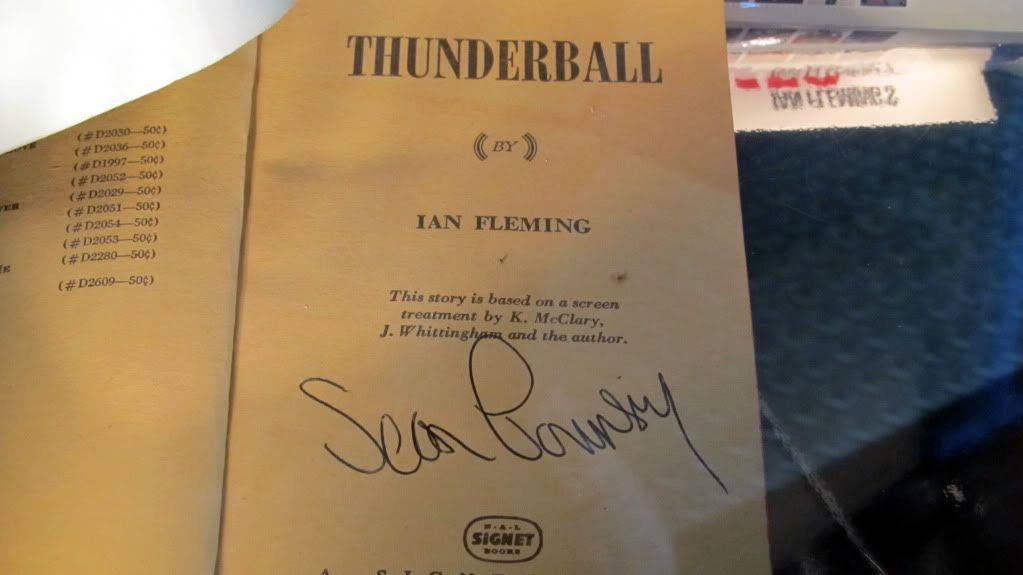 (#D2030—50¢)
(#D2036—50¢)
(#D1997—50¢)
(#D2052—50¢)
(#D2029—50¢)
(#D2051—50¢)
(#D2054—50¢)
(#D2053—50¢)
(#D2280—50¢)
(#D2609—50¢)
THUNDERBALL
BY
IAN FLEMING
This story is based on a screen
treatment by K. McClary,
J. Whittingham and the author.
Sean Connery
N·A·L
SIGNET
BOOKS